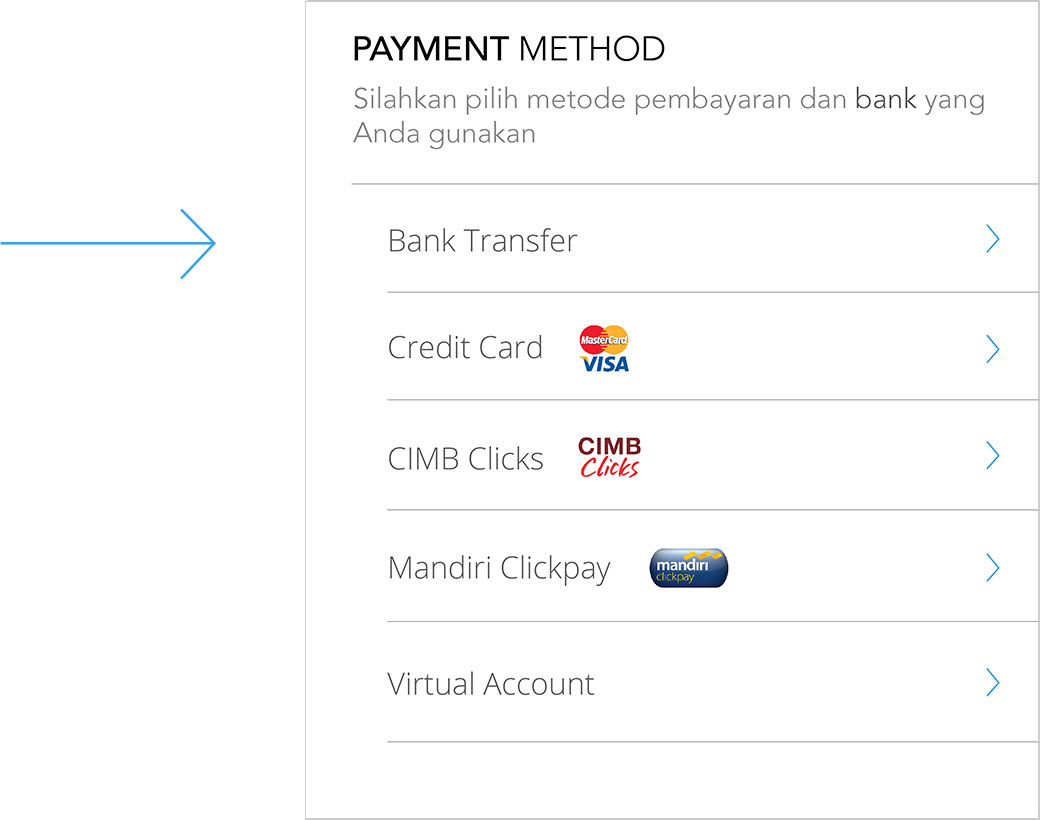 PAYMENT METHOD
Silahkan pilih metode pembayaran dan bank yang
Anda gunakan
Bank Transfer
Credit Card
MasterCard
VISA
CIMB Clicks
CIMB
Clicks
Mandiri Clickpay
mandırı
clickpay
Virtual Account